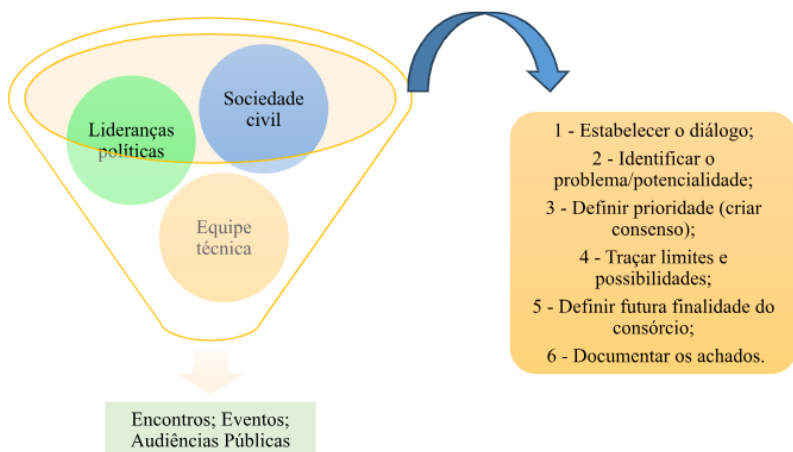 Lideranças
políticas
Sociedade
civil
Equipe
técnica
Encontros; Eventos;
Audiências Públicas
1 - Estabelecer o diálogo;
2 - Identificar o
problema/potencialidade;
3 - Definir prioridade (criar
consenso);
4 - Traçar limites e
possibilidades;
5 - Definir futura finalidade do
consórcio;
6 - Documentar os achados.